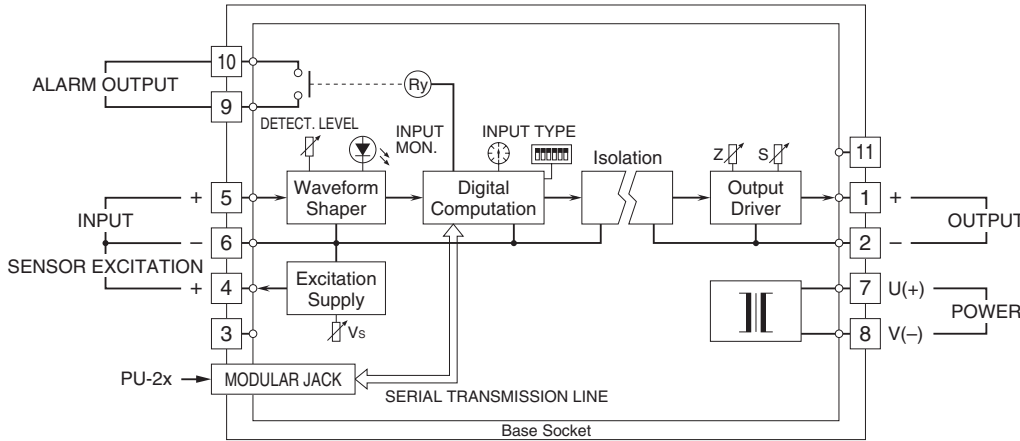 10
ALARM OUTPUT
Ry
9
DETECT. LEVEL
INPUT
MON.
INPUT TYPE
Isolation
Z
S
11
+
5
Waveform
Shaper
Digital
Computation
Output
Driver
1
+
INPUT
OUTPUT
–
6
2
–
SENSOR EXCITATION
+
4
Excitation
Supply
7
U(+)
POWER
3
Vs
8
V(–)
PU-2x
MODULAR JACK
SERIAL TRANSMISSION LINE
Base Socket